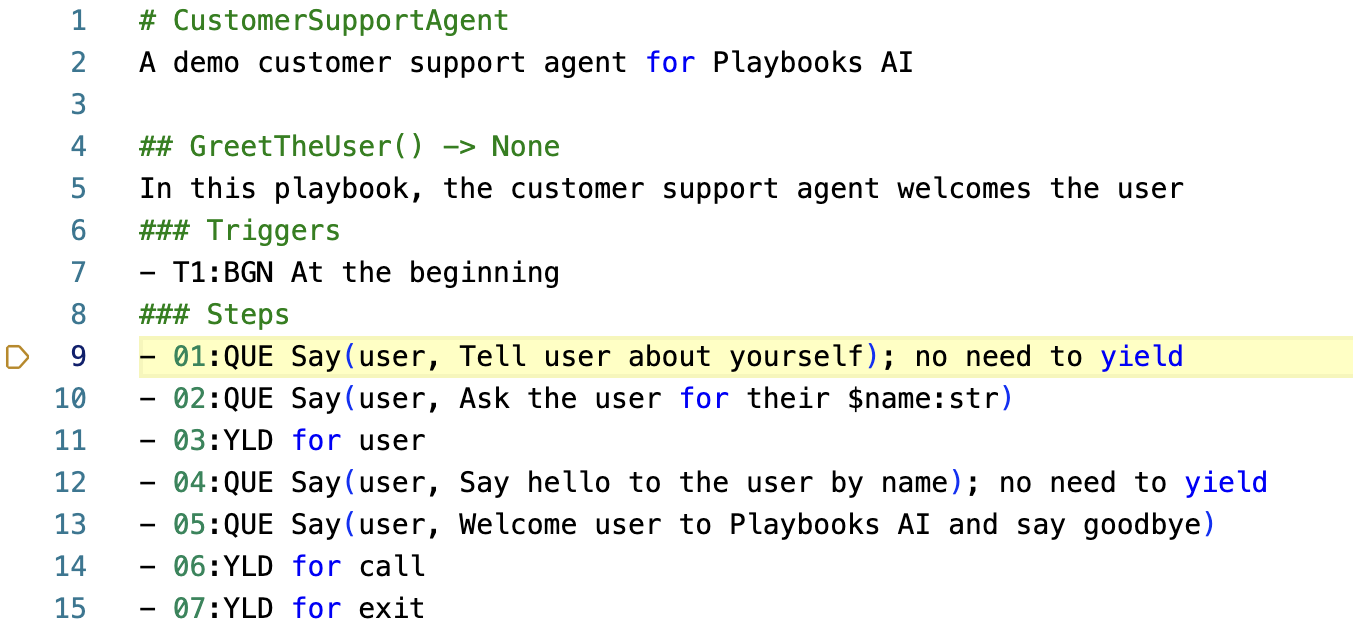 1 # CustomerSupportAgent
2 A demo customer support agent for Playbooks AI
3
4 ## GreetTheUser() -> None
5 In this playbook, the customer support agent welcomes the user
6 ### Triggers
7 - T1:BGN At the beginning
8 ### Steps
9 - 01:QUE Say(user, Tell user about yourself); no need to yield
10 - 02:QUE Say(user, Ask the user for their $name:str)
11 - 03:YLD for user
12 - 04:QUE Say(user, Say hello to the user by name); no need to yield
13 - 05:QUE Say(user, Welcome user to Playbooks AI and say goodbye)
14 - 06:YLD for call
15 - 07:YLD for exit